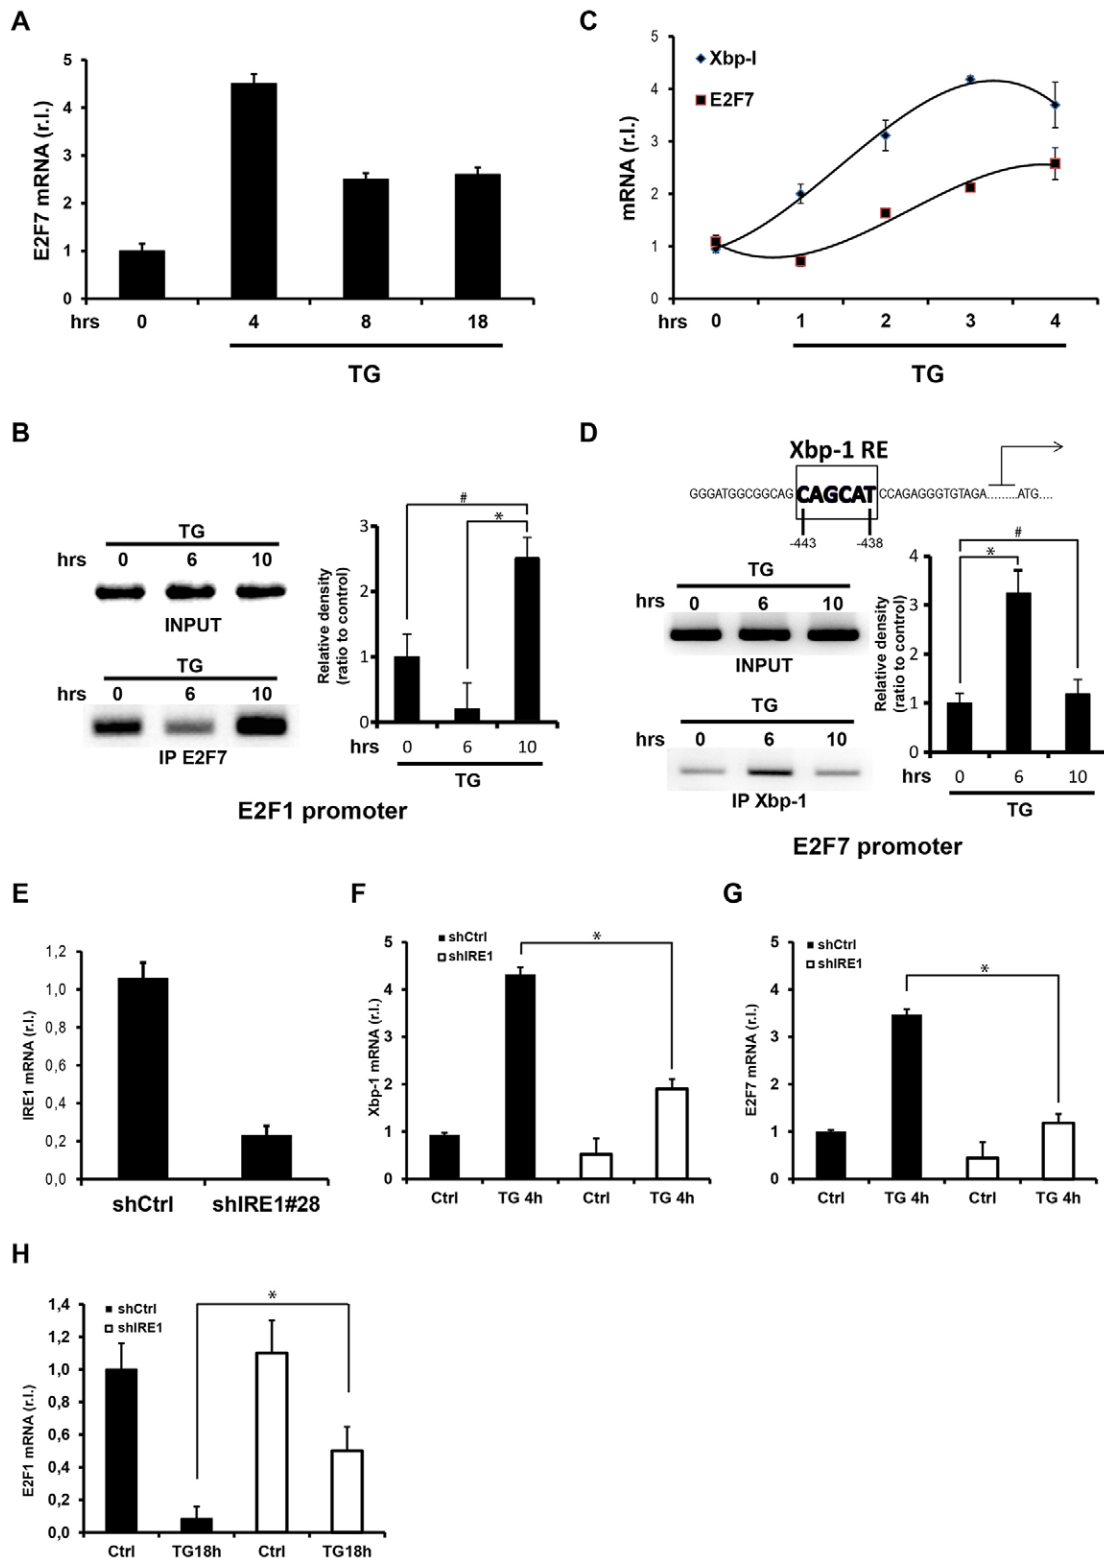 A
E2F7 mRNA (r.l.)
5
4
3
2
1
0
hrs 0 4 8 18
TG
C
mRNA (r.l.)
5
4
3
2
1
0
Xbp-I
E2F7
hrs 0 1 2 3 4
TG
B
TG
hrs 0 6 10
INPUT
TG
hrs 0 6 10
IP E2F7
Relative density
(ratio to control)
3
2
1
0
#
*
hrs 0 6 10
TG
E2F1 promoter
D
Xbp-1 RE
GGGATGGCGGCAG CAGCAT CCAGAGGGTGTAGA.........ATG....
-443 -438
TG
hrs 0 6 10
INPUT
TG
hrs 0 6 10
IP Xbp-1
Relative density
(ratio to control)
4
3
2
1
0
#
*
hrs 0 6 10
TG
E2F7 promoter
E
IRE1 mRNA (r.l.)
1,2
1,0
0,8
0,6
0,4
0,2
0,0
shCtrl shIRE1#28
F
Xbp-1 mRNA (r.l.)
5
4
3
2
1
0
shCtrl
shIRE1
*
Ctrl TG 4h Ctrl TG 4h
G
E2F7 mRNA (r.l.)
5
4
3
2
1
0
shCtrl
shIRE1
*
Ctrl TG 4h Ctrl TG 4h
H
E2F1 mRNA (r.l.)
1,4
1,2
1,0
0,8
0,6
0,4
0,2
0,0
shCtrl
shIRE1
*
Ctrl TG18h Ctrl TG18h